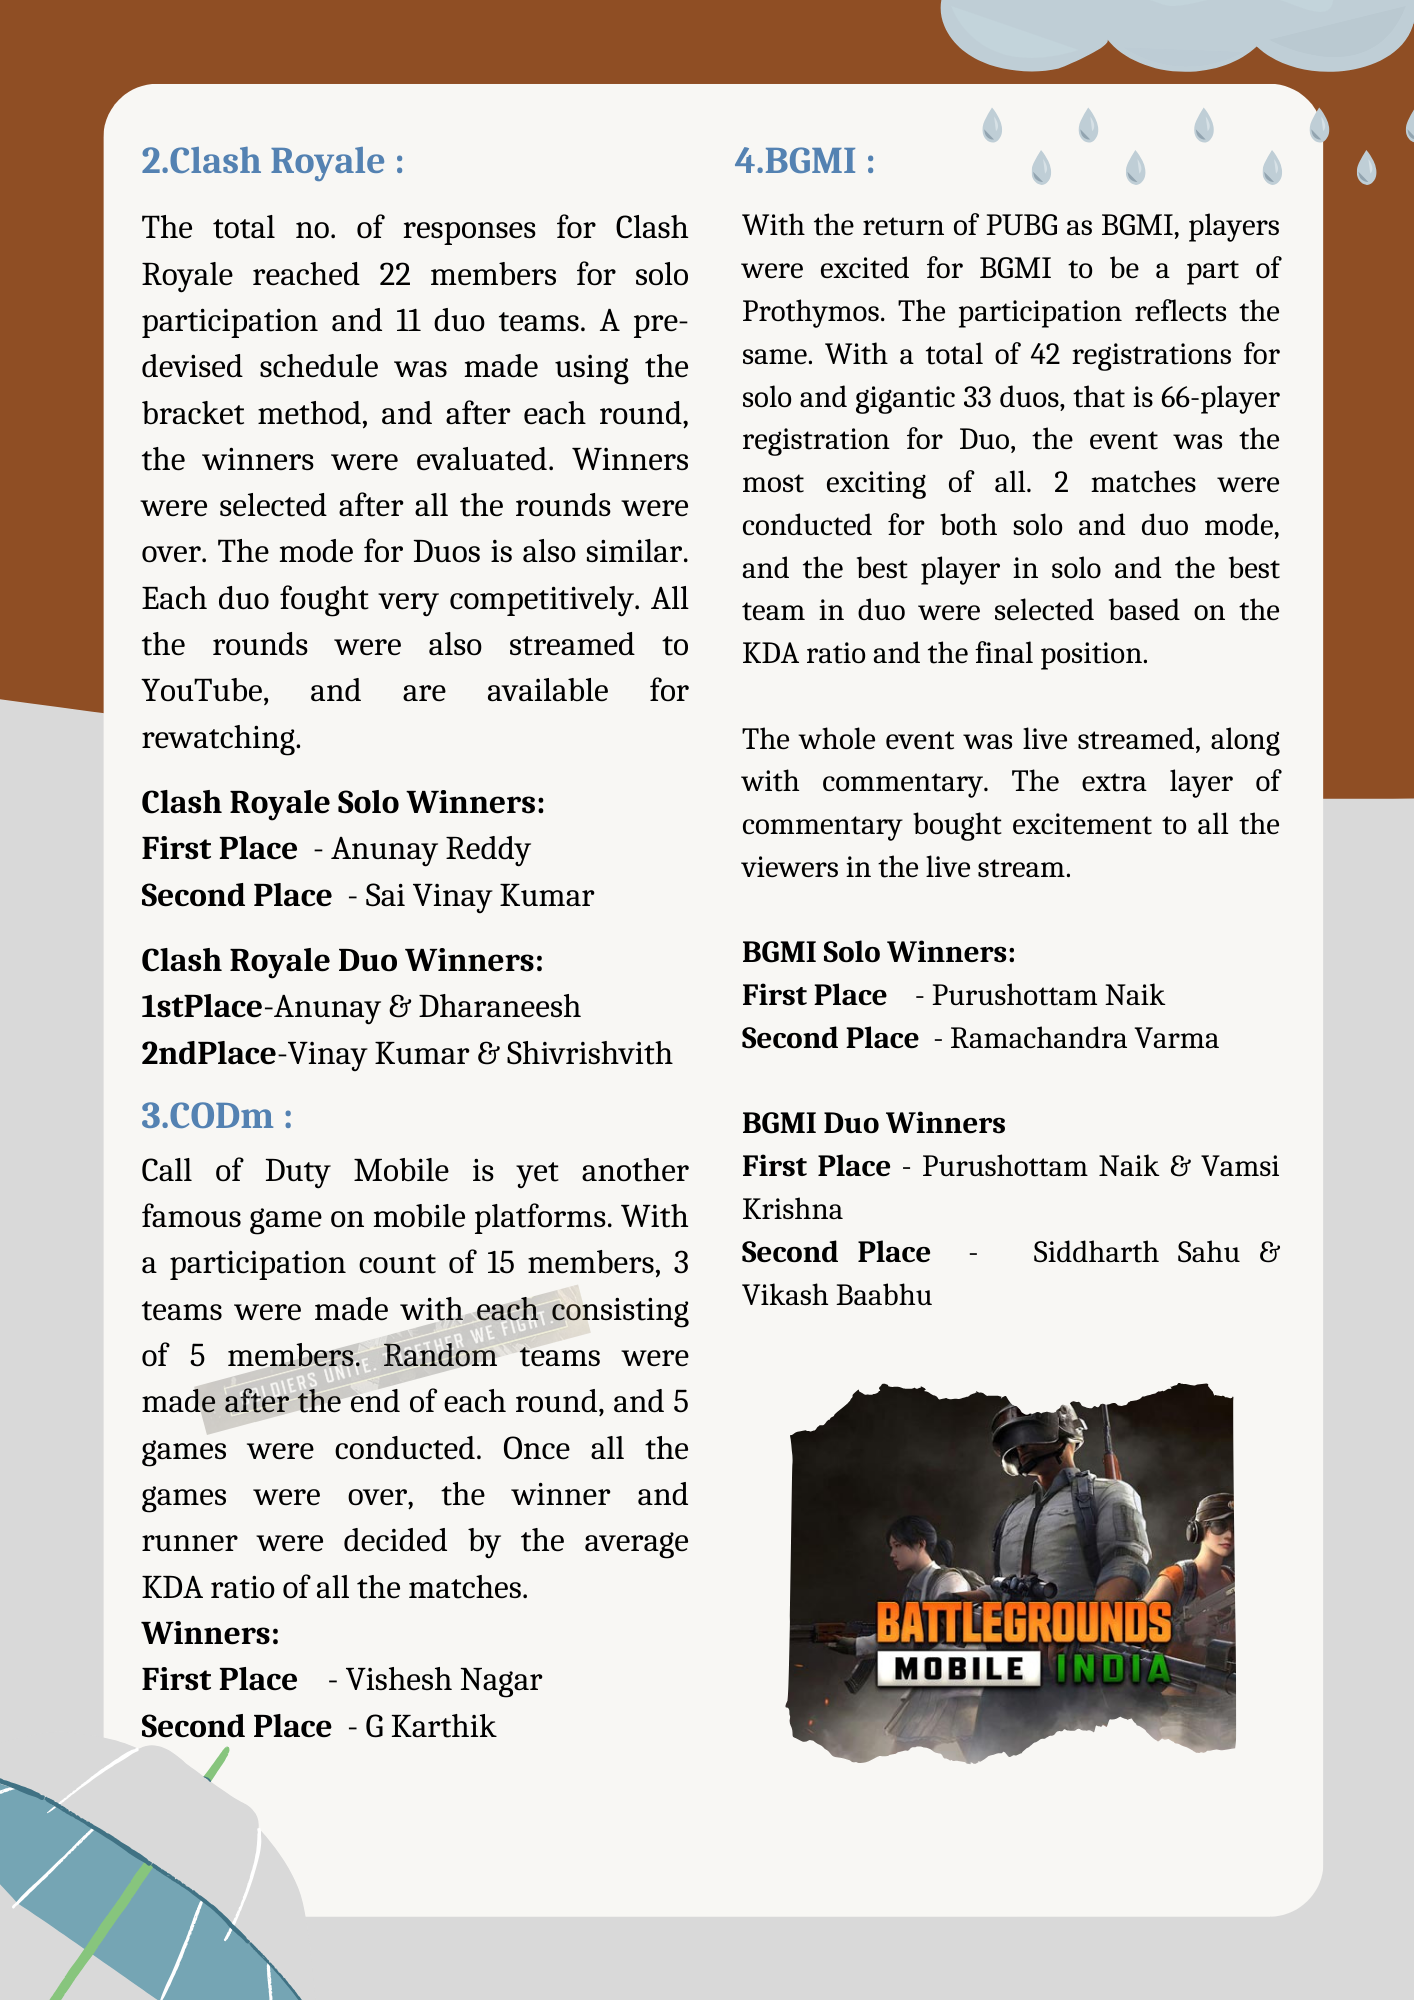 2.Clash Royale :
The total no. of responses for Clash
Royale reached 22 members for solo
participation and 11 duo teams. A pre-
devised schedule was made using the
bracket method, and after each round,
the winners were evaluated. Winners
were selected after all the rounds were
over. The mode for Duos is also similar.
Each duo fought very competitively. All
the rounds were also streamed to
YouTube, and are available for
rewatching.
Clash Royale Solo Winners:
First Place - Anunay Reddy
Second Place - Sai Vinay Kumar
Clash Royale Duo Winners:
1stPlace-Anunay & Dharaneesh
2ndPlace-Vinay Kumar & Shivrishvith
3.CODm :
Call of Duty Mobile is yet another
famous game on mobile platforms. With
a participation count of 15 members, 3
teams were made with each consisting
of 5 members. Random teams were
made after the end of each round, and 5
games were conducted. Once all the
games were over, the winner and
runner were decided by the average
KDA ratio of all the matches.
Winners:
First Place - Vishesh Nagar
Second Place - G Karthik
SOLDIERS UNITE. TOGETHER WE FIGHT.
4.BGMI :
With the return of PUBG as BGMI, players
were excited for BGMI to be a part of
Prothymos. The participation reflects the
same. With a total of 42 registrations for
solo and gigantic 33 duos, that is 66-player
registration for Duo, the event was the
most exciting of all. 2 matches were
conducted for both solo and duo mode,
and the best player in solo and the best
team in duo were selected based on the
KDA ratio and the final position.
The whole event was live streamed, along
with commentary. The extra layer of
commentary bought excitement to all the
viewers in the live stream.
BGMI Solo Winners:
First Place - Purushottam Naik
Second Place - Ramachandra Varma
BGMI Duo Winners
First Place - Purushottam Naik & Vamsi
Krishna
Second Place - Siddharth Sahu &
Vikash Baabhu
BATTLEGROUNDS
MOBILE INDIA